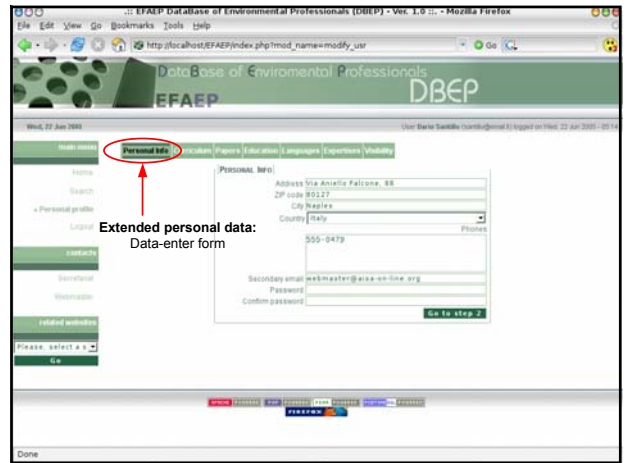 .:: EFAEP DataBase of Environmental Professionals (DBEP) - Ver. 1.0 ::. - Mozilla Firefox
File Edit View Go Bookmarks Tools Help
http://localhost/EFAEP/index.php?mod_name=modify_usr Go
DataBase of Enviromental Professionals
EFAEP DBEP
Wed, 22 Jun 2005
main menu
Personal Info Curriculum Papers Education Languages Expertises Visibility
Home
Search
Personal profile
Logout
Personal Info
Address Via Aniello Falcone, 88
ZIP code 80127
City Naples
Country Italy
Phones
555-0479
Extended personal data:
Data-enter form
contacts
Secretariat
Webmaster
Secondary email webmaster@aisa-on-line.org
Password
Confirm password
Go to step 2
related websites
Please, select a s
Go
FIREFOX
Done